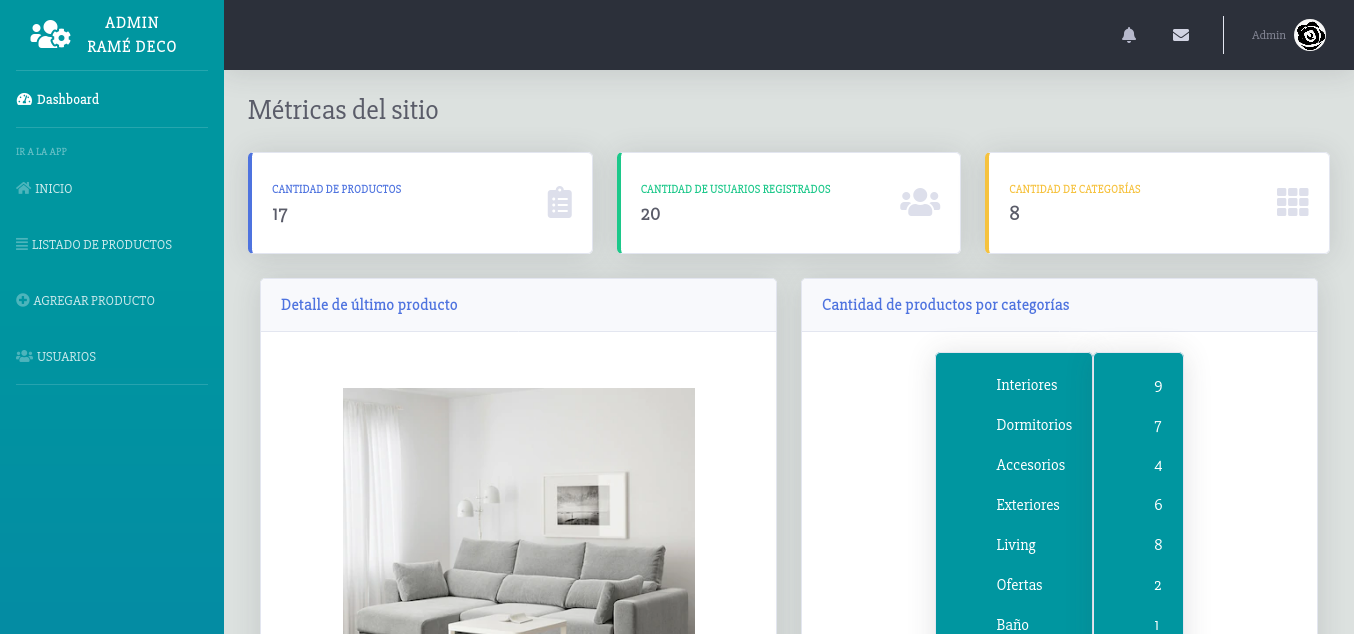 ADMIN
RAMÉ DECO
Admin
Dashboard
IR A LA APP
INICIO
LISTADO DE PRODUCTOS
AGREGAR PRODUCTO
USUARIOS
Métricas del sitio
CANTIDAD DE PRODUCTOS
17
CANTIDAD DE USUARIOS REGISTRADOS
20
CANTIDAD DE CATEGORÍAS
8
Detalle de último producto
Cantidad de productos por categorías
Interiores 9
Dormitorios 7
Accesorios 4
Exteriores 6
Living 8
Ofertas 2
Baño 1